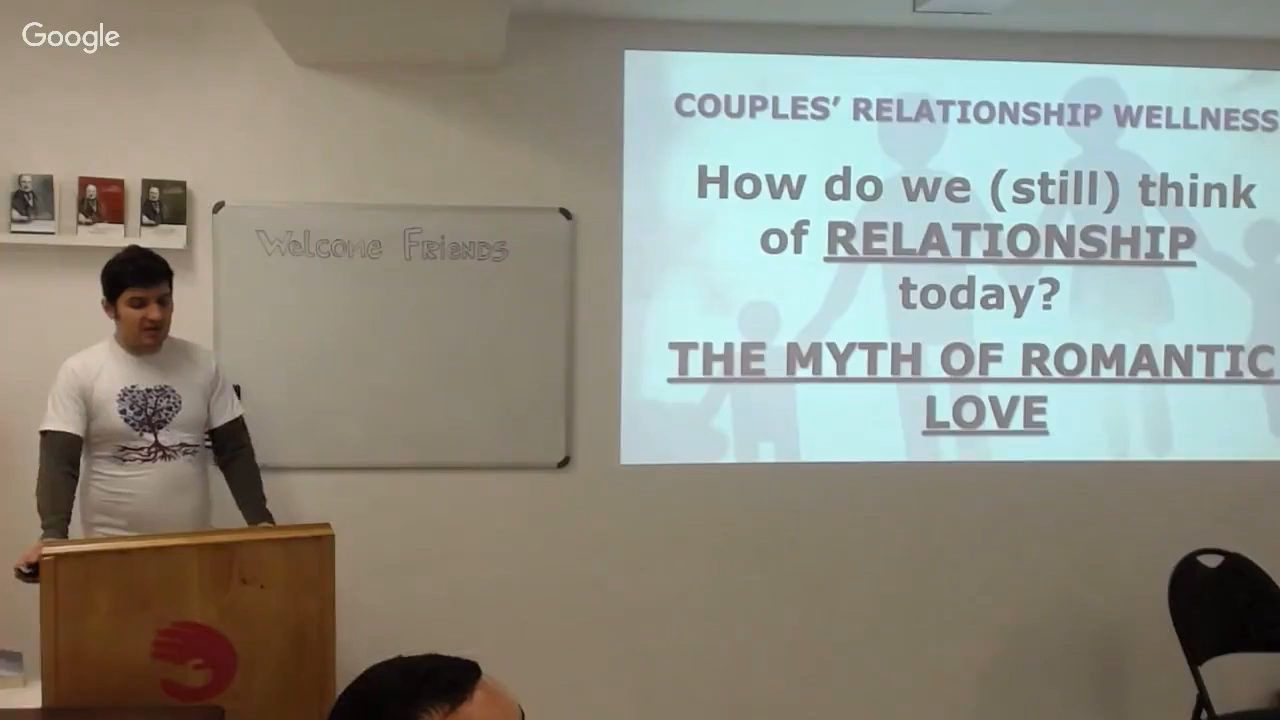 Google
COUPLES’ RELATIONSHIP WELLNESS
How do we (still) think
of RELATIONSHIP
today?
THE MYTH OF ROMANTIC
LOVE
Welcome Friends